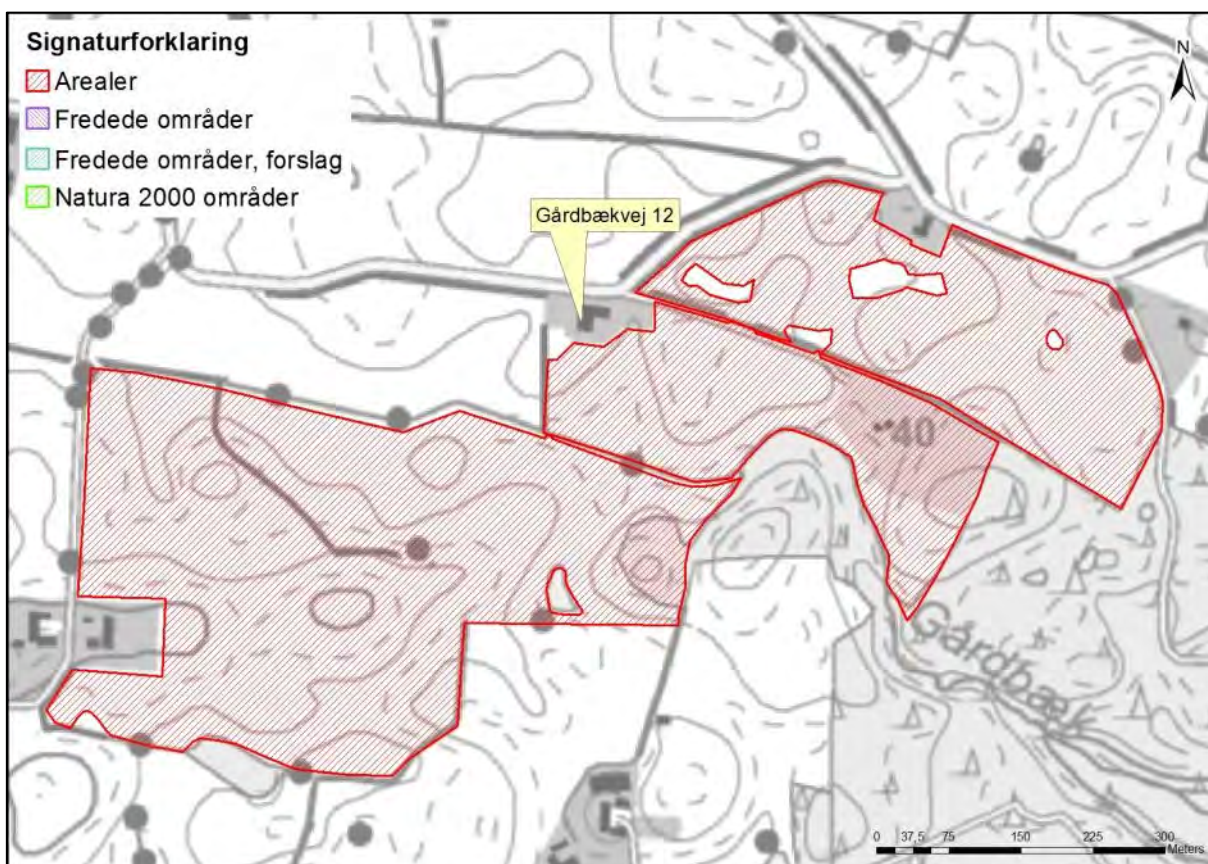 Signaturforklaring
Arealer
Fredede områder
Fredede områder, forslag
Natura 2000 områder
N
Gårdbækvej 12
40
Gårdbæk
0 37,5 75 150 225 300
Meters